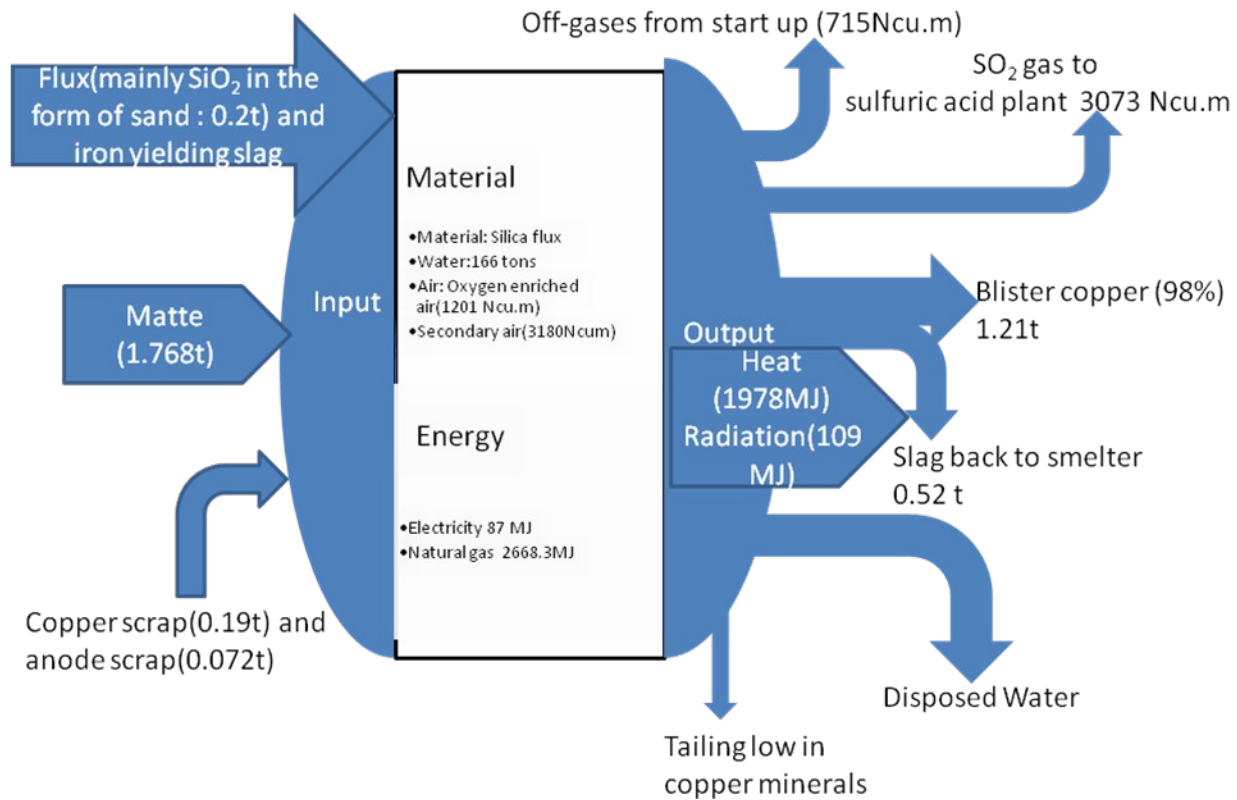 Off-gases from start up (715Ncu.m)
SO₂ gas to
sulfuric acid plant 3073 Ncu.m
Flux(mainly SiO₂ in the
form of sand : 0.2t) and
iron yielding slag
Material
•Material: Silica flux
•Water:166 tons
•Air: Oxygen enriched
air(1201 Ncu.m)
•Secondary air(3180Ncum)
Input
Matte
(1.768t)
Blister copper (98%)
1.21t
Output
Heat
(1978MJ)
Radiation(109
MJ)
Energy
Slag back to smelter
0.52 t
•Electricity 87 MJ
•Natural gas 2668.3MJ
Copper scrap(0.19t) and
anode scrap(0.072t)
Disposed Water
Tailing low in
copper minerals